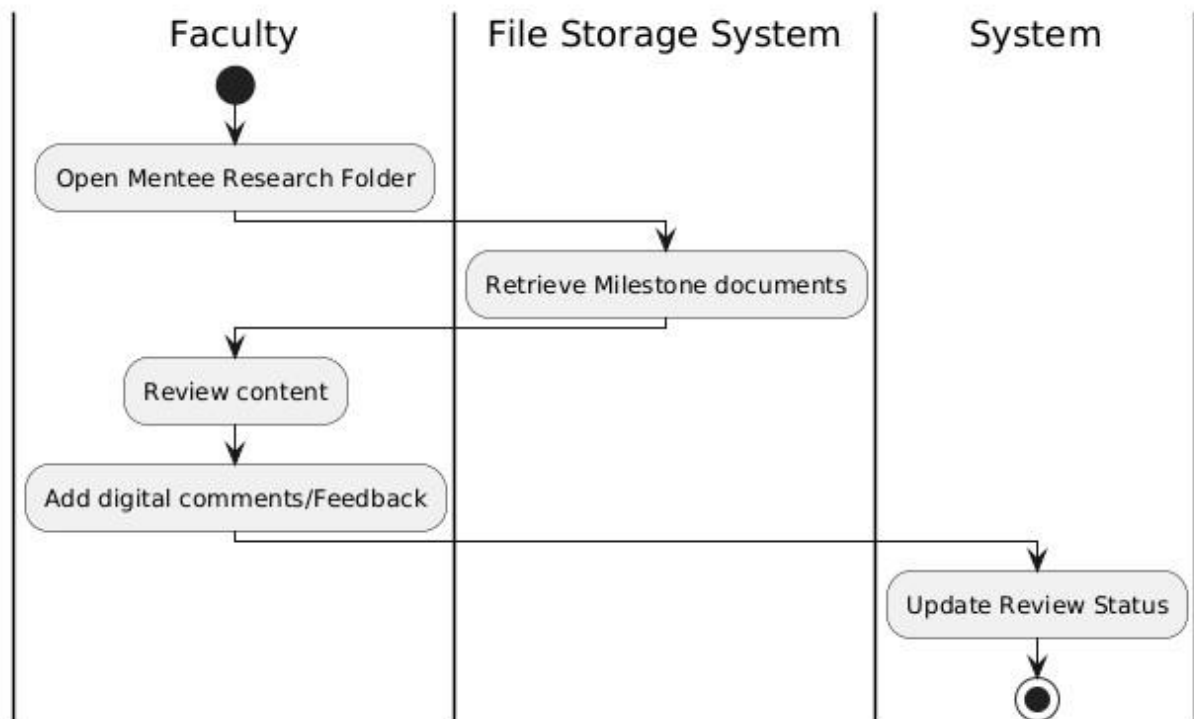 Faculty
File Storage System
System
Open Mentee Research Folder
Retrieve Milestone documents
Review content
Add digital comments/Feedback
Update Review Status